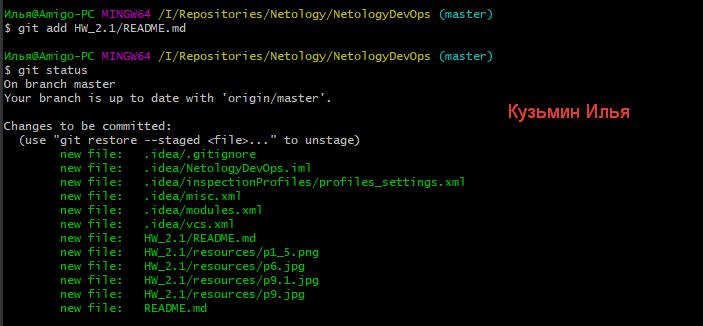 Илья@Amigo-PC MINGW64 /I/Repositories/Netology/NetologyDevOps (master)
$ git add HW_2.1/README.md
Илья@Amigo-PC MINGW64 /I/Repositories/Netology/NetologyDevOps (master)
$ git status
On branch master
Your branch is up to date with 'origin/master'.
Кузьмин Илья
Changes to be committed:
  (use "git restore --staged <file>..." to unstage)
        new file:   .idea/.gitignore
        new file:   .idea/NetologyDevOps.iml
        new file:   .idea/inspectionProfiles/profiles_settings.xml
        new file:   .idea/misc.xml
        new file:   .idea/modules.xml
        new file:   .idea/vcs.xml
        new file:   HW_2.1/README.md
        new file:   HW_2.1/resources/p1_5.png
        new file:   HW_2.1/resources/p6.jpg
        new file:   HW_2.1/resources/p9.1.jpg
        new file:   HW_2.1/resources/p9.jpg
        new file:   README.md